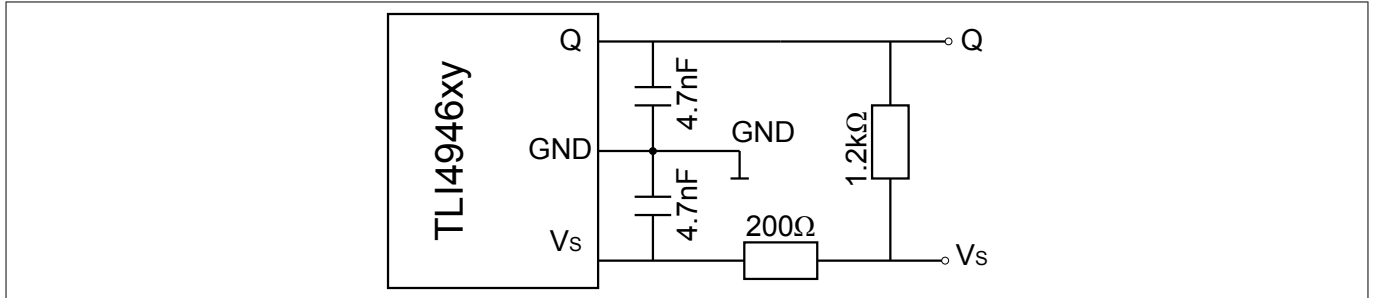 TLI4946xy
Q
Q
4.7nF
GND
GND
1.2kΩ
4.7nF
200Ω
Vs
Vs